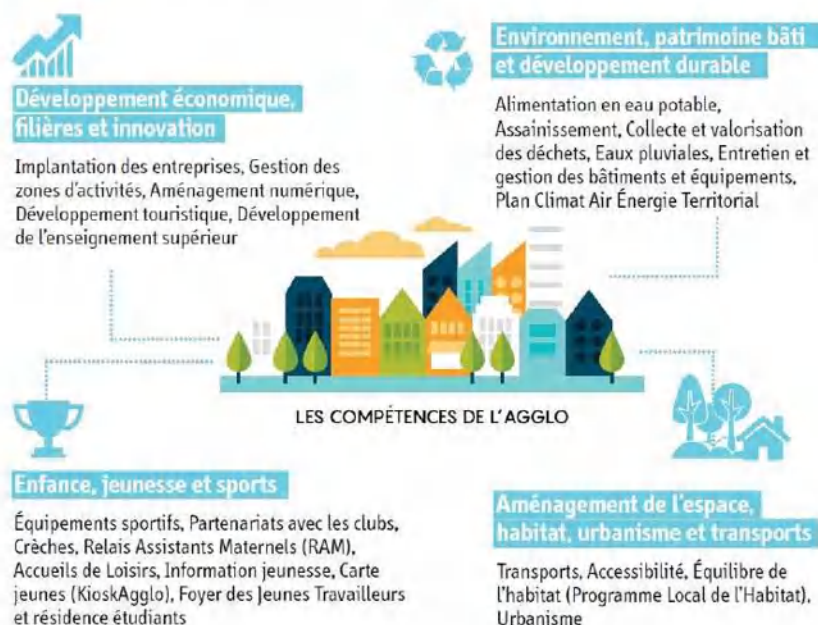 Développement économique,
filières et innovation
Implantation des entreprises, Gestion des
zones d'activités, Aménagement numérique,
Développement touristique, Développement
de l'enseignement supérieur
Environnement, patrimoine bâti
et développement durable
Alimentation en eau potable,
Assainissement, Collecte et valorisation
des déchets, Eaux pluviales, Entretien et
gestion des bâtiments et équipements,
Plan Climat Air Énergie Territorial
LES COMPÉTENCES DE L'AGGLO
Enfance, jeunesse et sports
Équipements sportifs, Partenariats avec les clubs,
Crèches, Relais Assistants Maternels (RAM),
Accueils de Loisirs, Information jeunesse, Carte
jeunes (KioskAgglo), Foyer des Jeunes Travailleurs
et résidence étudiants
Aménagement de l'espace,
habitat, urbanisme et transports
Transports, Accessibilité, Équilibre de
l'habitat (Programme Local de l'Habitat),
Urbanisme